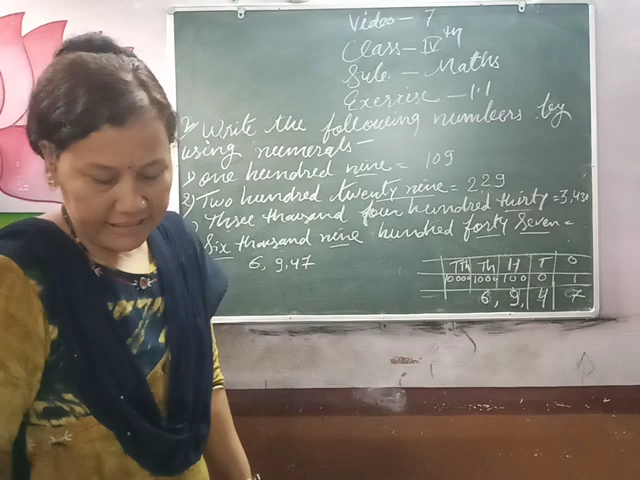 Video - 7
Class - IVth
Sub. - Maths
Exercise - 1.1
Write the following numbers by
using numerals -
1) One hundred nine = 109
2) Two hundred twenty nine = 229
) Three thousand four hundred thirty = 3,430
Six thousand nine hundred forty seven =
6, 9,47
TTh Th H T O
10000 1000 100 0 1
6, 9, 4 7